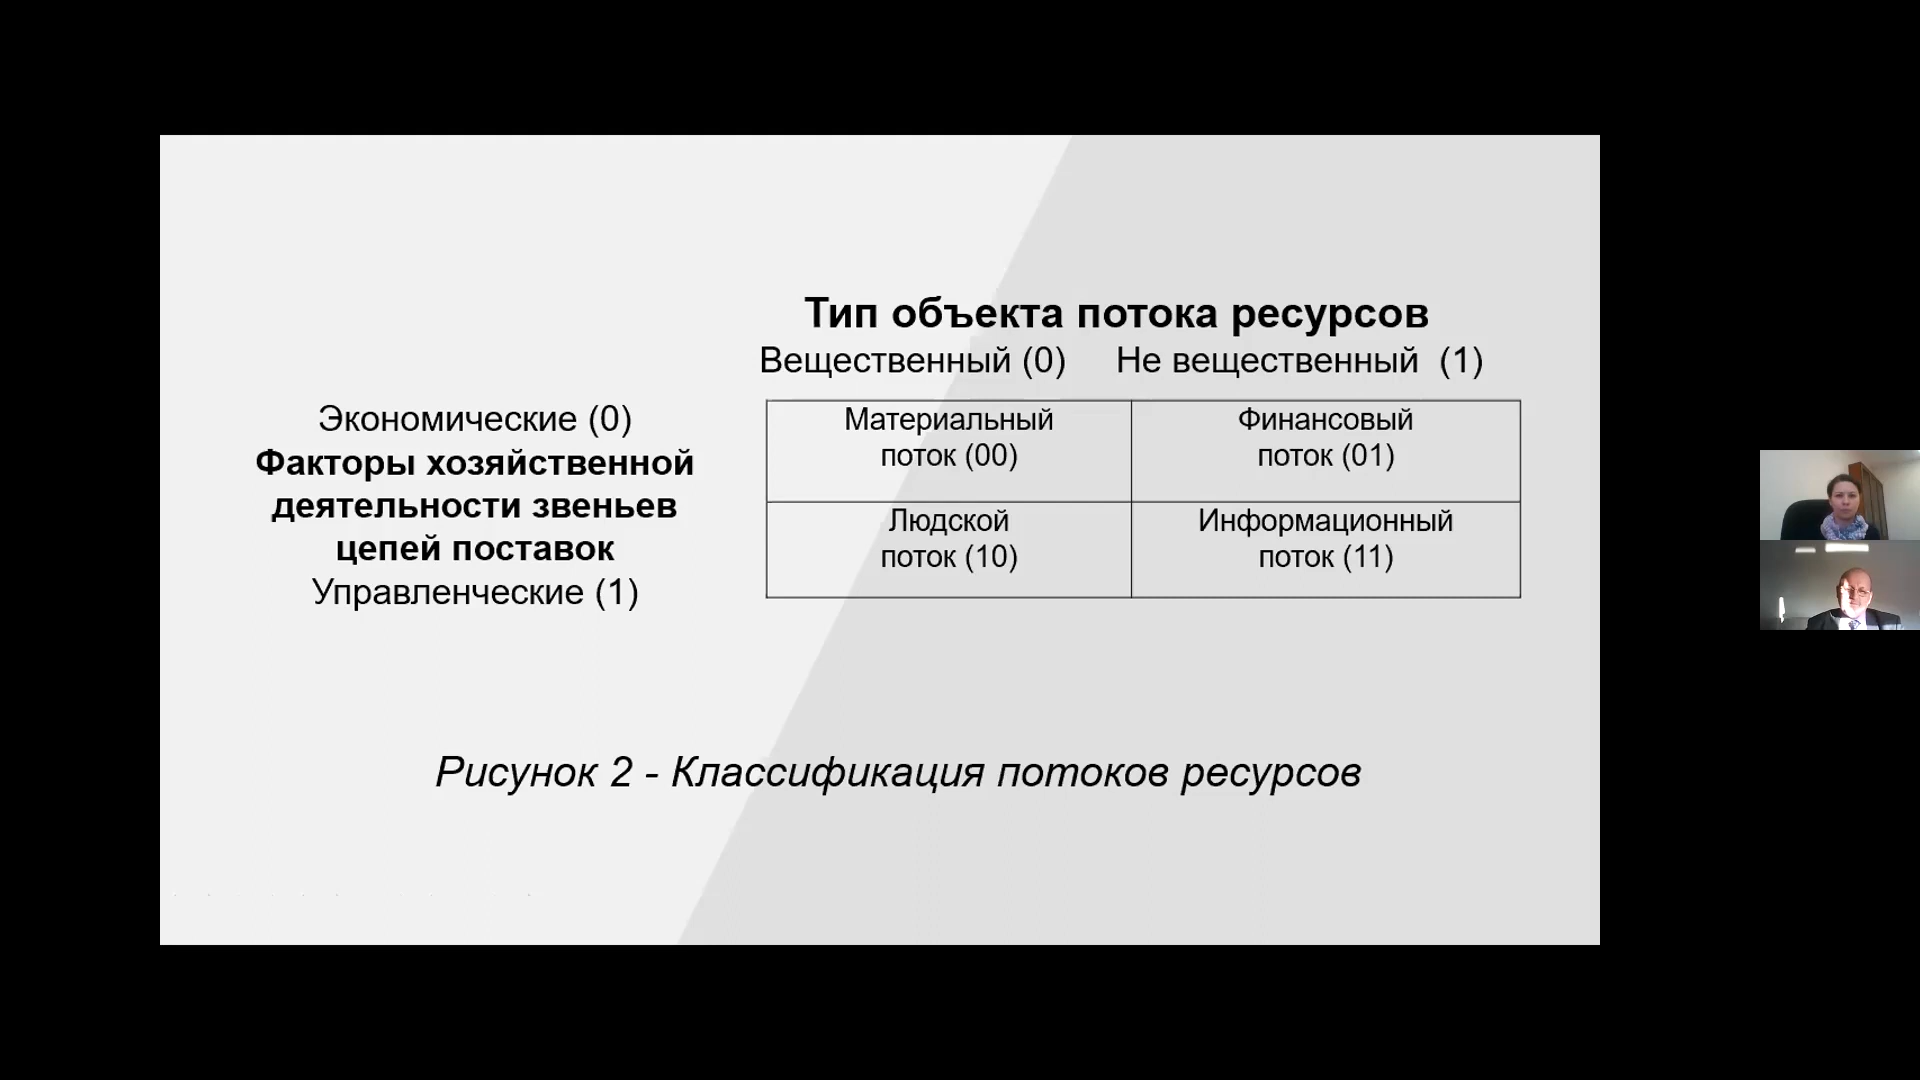 Тип объекта потока ресурсов
Вещественный (0) Не вещественный (1)
Экономические (0)
Факторы хозяйственной
деятельности звеньев
цепей поставок
Управленческие (1)
Материальный
поток (00)
Финансовый
поток (01)
Людской
поток (10)
Информационный
поток (11)
Рисунок 2 - Классификация потоков ресурсов